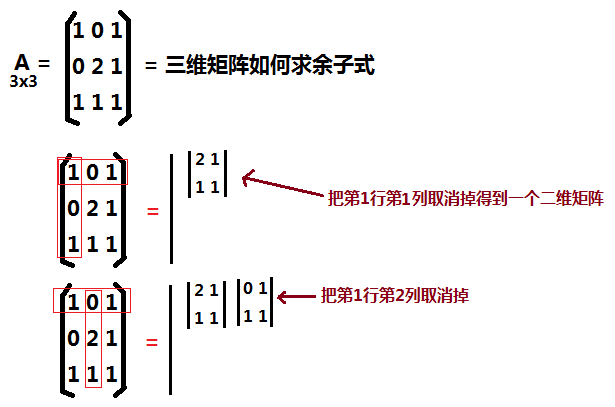 1 0 1
A = 0 2 1 = 三维矩阵如何求余子式
3x3
1 1 1
2 1
1 0 1
1 1
把第1行第1列取消掉得到一个二维矩阵
0 2 1 =
1 1 1
2 1 0 1
1 0 1
把第1行第2列取消掉
1 1 1 1
0 2 1 =
1 1 1